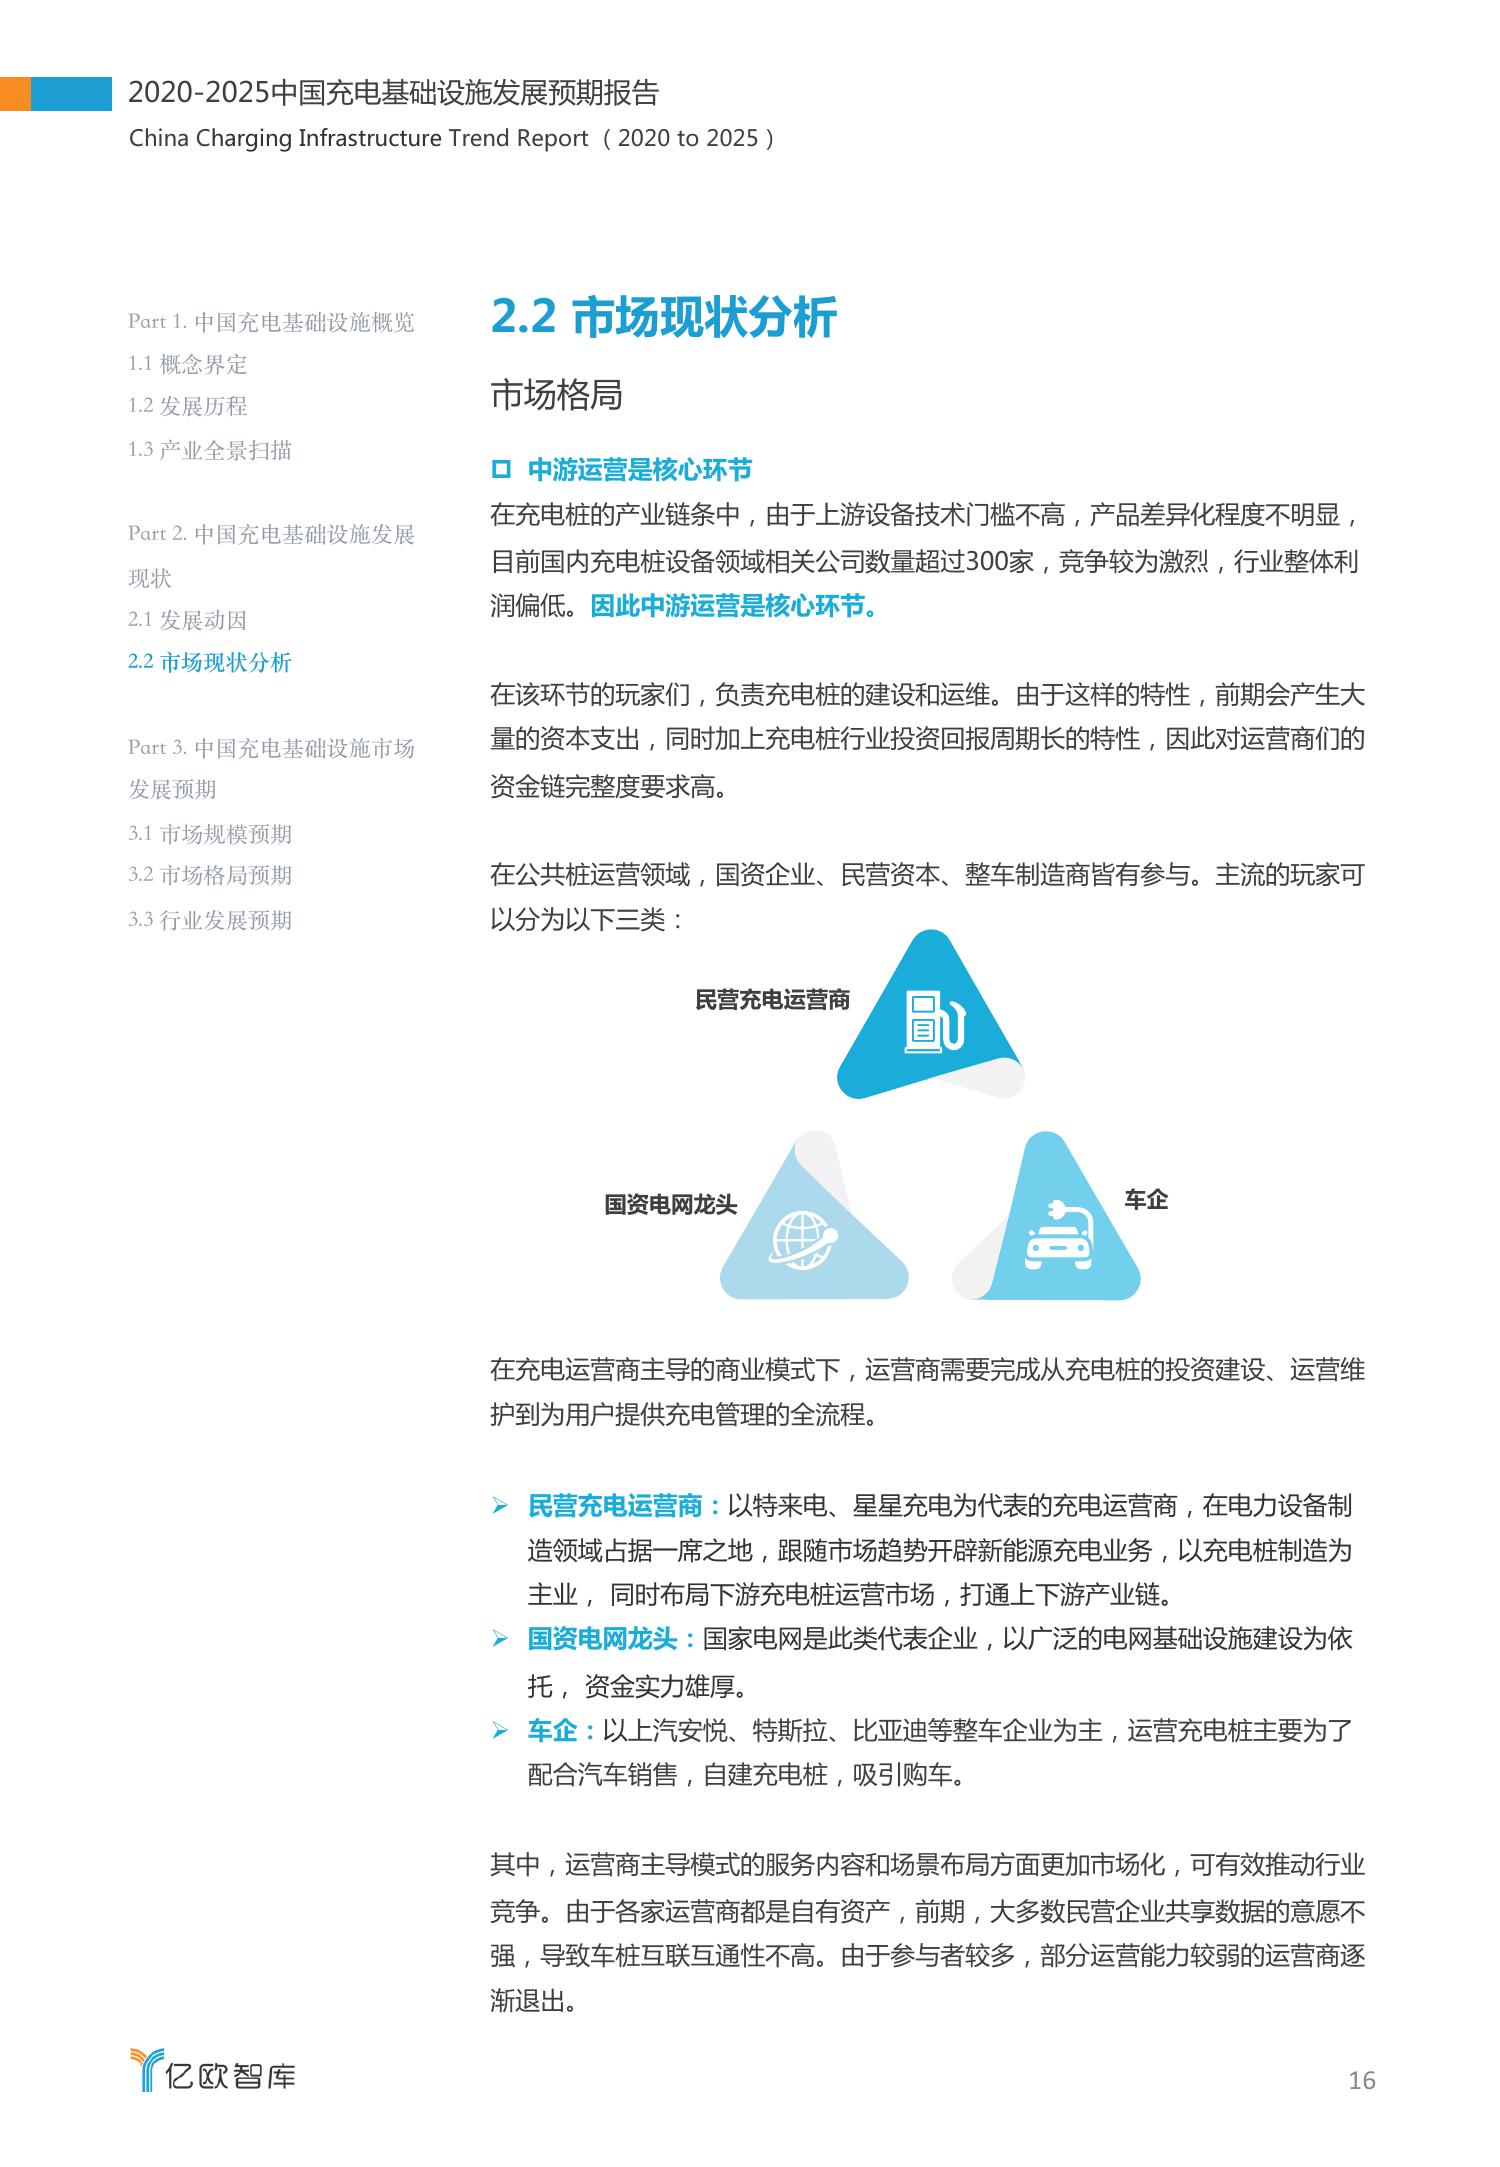 2020-2025中国充电基础设施发展预期报告
China Charging Infrastructure Trend Report（2020 to 2025）
Part 1. 中国充电基础设施概览
1.1 概念界定
1.2 发展历程
1.3 产业全景扫描
Part 2. 中国充电基础设施发展
现状
2.1 发展动因
2.2 市场现状分析
Part 3. 中国充电基础设施市场
发展预期
3.1 市场规模预期
3.2 市场格局预期
3.3 行业发展预期
2.2 市场现状分析
市场格局
中游运营是核心环节
在充电桩的产业链条中，由于上游设备技术门槛不高，产品差异化程度不明显，
目前国内充电桩设备领域相关公司数量超过300家，竞争较为激烈，行业整体利
润偏低。因此中游运营是核心环节。
在该环节的玩家们，负责充电桩的建设和运维。由于这样的特性，前期会产生大
量的资本支出，同时加上充电桩行业投资回报周期长的特性，因此对运营商们的
资金链完整度要求高。
在公共桩运营领域，国资企业、民营资本、整车制造商皆有参与。主流的玩家可
以分为以下三类：
民营充电运营商
国资电网龙头
车企
在充电运营商主导的商业模式下，运营商需要完成从充电桩的投资建设、运营维
护到为用户提供充电管理的全流程。
民营充电运营商：以特来电、星星充电为代表的充电运营商，在电力设备制
造领域占据一席之地，跟随市场趋势开辟新能源充电业务，以充电桩制造为
主业， 同时布局下游充电桩运营市场，打通上下游产业链。
国资电网龙头：国家电网是此类代表企业，以广泛的电网基础设施建设为依
托， 资金实力雄厚。
车企：以上汽安悦、特斯拉、比亚迪等整车企业为主，运营充电桩主要为了
配合汽车销售，自建充电桩，吸引购车。
其中，运营商主导模式的服务内容和场景布局方面更加市场化，可有效推动行业
竞争。由于各家运营商都是自有资产，前期，大多数民营企业共享数据的意愿不
强，导致车桩互联互通性不高。由于参与者较多，部分运营能力较弱的运营商逐
渐退出。
亿欧智库
16